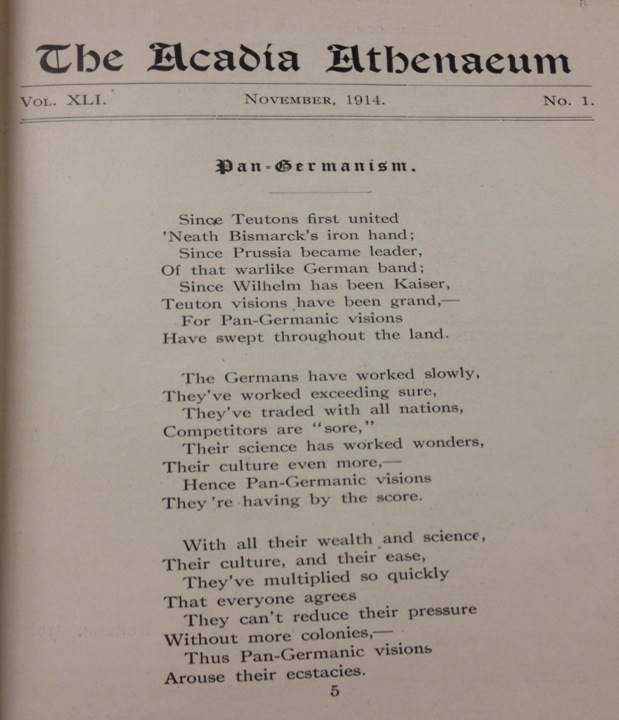 The Acadia Athenaeum
Vol. XLI. November, 1914. No. 1.
Pan-Germanism.
Since Teutons first united
'Neath Bismarck's iron hand;
Since Prussia became leader,
Of that warlike German band;
Since Wilhelm has been Kaiser,
Teuton visions have been grand,—
For Pan-Germanic visions
Have swept throughout the land.
The Germans have worked slowly,
They've worked exceeding sure,
They've traded with all nations,
Competitors are "sore,"
Their science has worked wonders,
Their culture even more,—
Hence Pan-Germanic visions
They're having by the score.
With all their wealth and science,
Their culture, and their ease,
They've multiplied so quickly
That everyone agrees
They can't reduce their pressure
Without more colonies,—
Thus Pan-Germanic visions
Arouse their ecstacies.
5